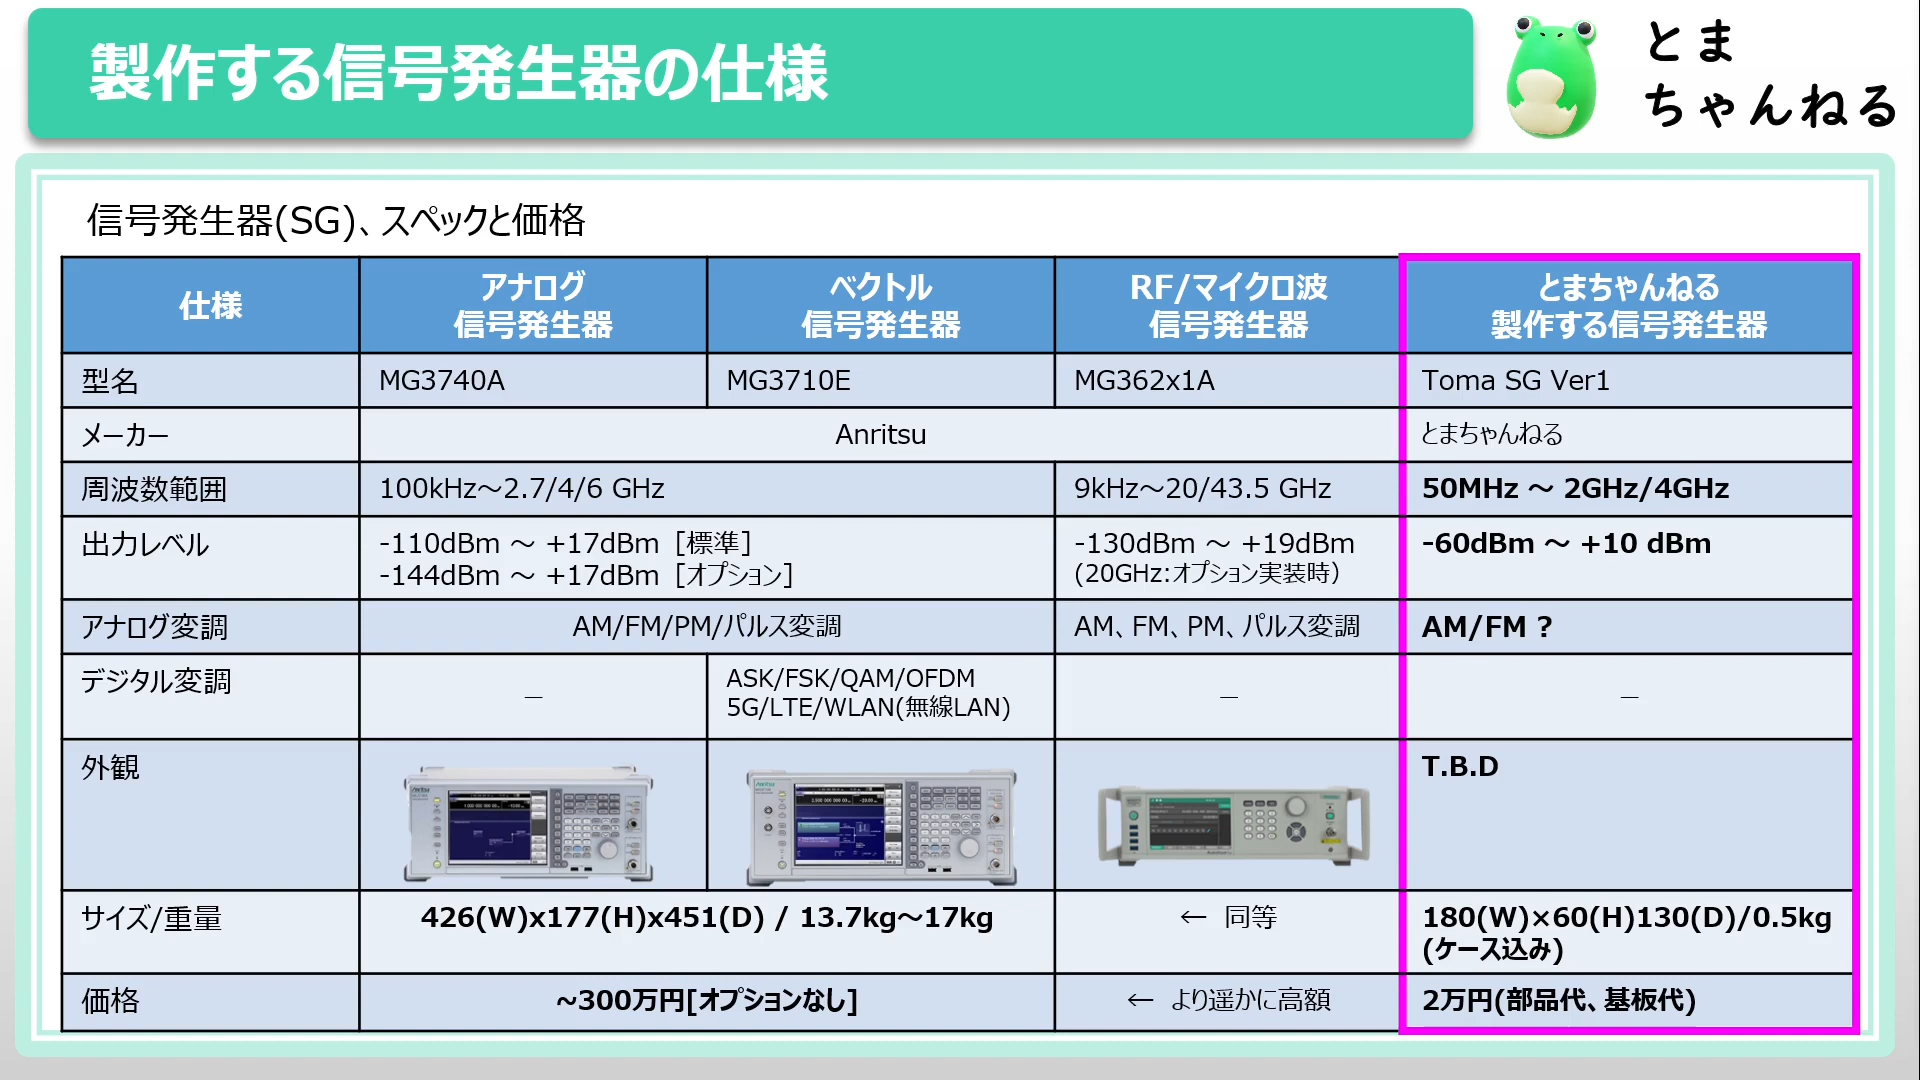 製作する信号発生器の仕様
とま
ちゃんねる
信号発生器(SG)、スペックと価格
仕様
アナログ
信号発生器
ベクトル
信号発生器
RF/マイクロ波
信号発生器
とまちゃんねる
製作する信号発生器
型名
MG3740A
MG3710E
MG362x1A
Toma SG Ver1
メーカー
Anritsu
とまちゃんねる
周波数範囲
100kHz～2.7/4/6 GHz
9kHz～20/43.5 GHz
50MHz ～ 2GHz/4GHz
出力レベル
-110dBm ～ +17dBm［標準］
-144dBm ～ +17dBm［オプション］
-130dBm ～ +19dBm
(20GHz:オプション実装時）
-60dBm ～ +10 dBm
アナログ変調
AM/FM/PM/パルス変調
AM、FM、PM、パルス変調
AM/FM？
デジタル変調
－
ASK/FSK/QAM/OFDM
5G/LTE/WLAN(無線LAN)
－
－
外観
T.B.D
サイズ/重量
426(W)x177(H)x451(D) / 13.7kg～17kg
← 同等
180(W)×60(H)130(D)/0.5kg
(ケース込み)
価格
~300万円[オプションなし]
← より遥かに高額
2万円(部品代、基板代)